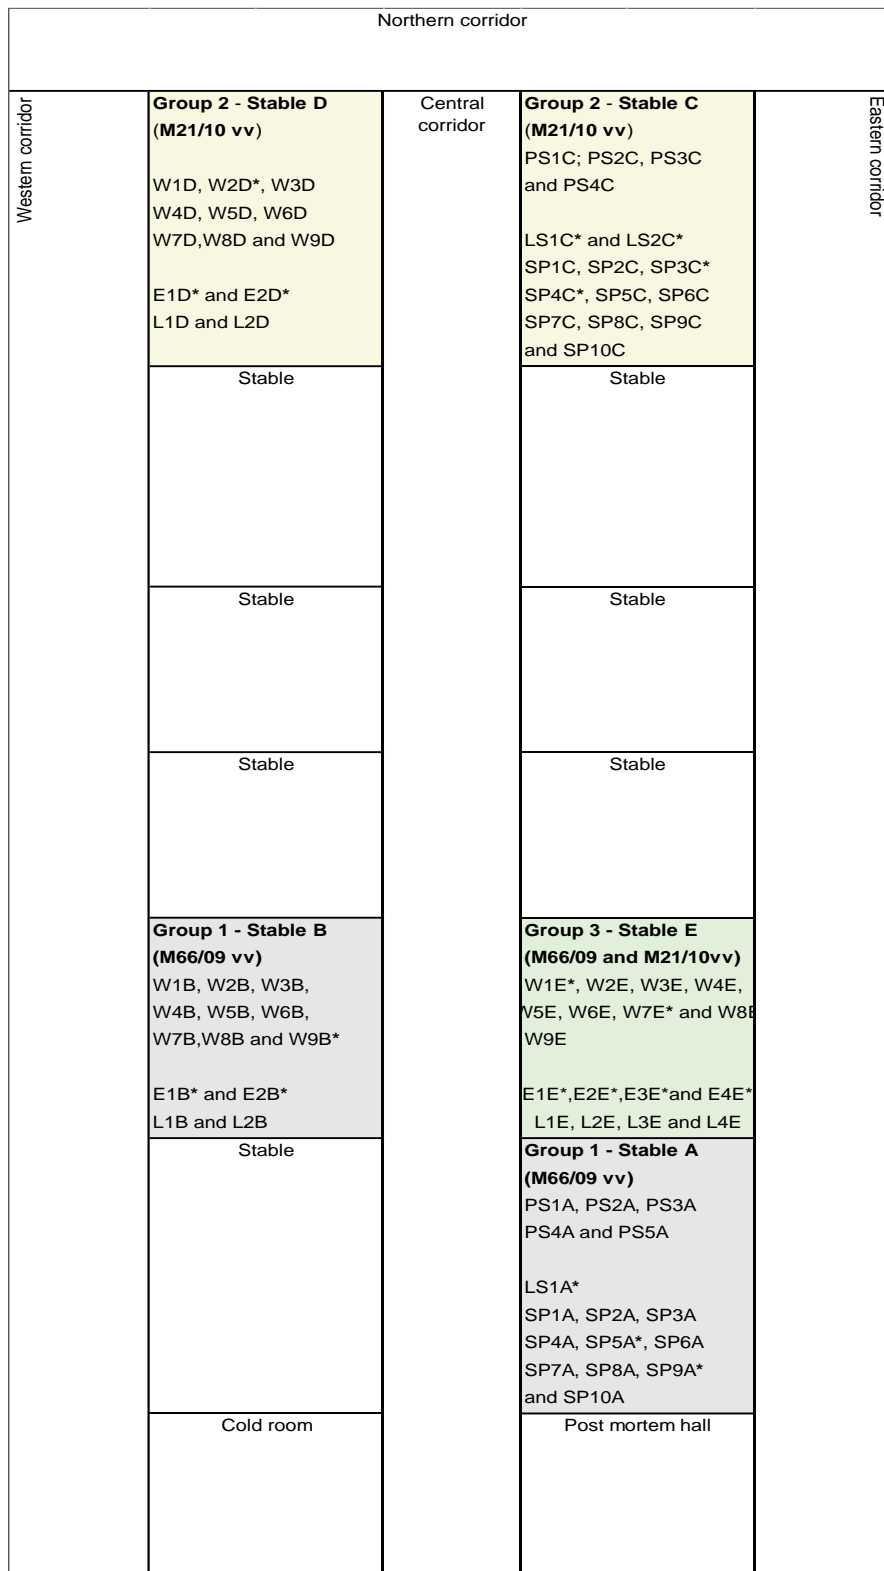 Northern corridor
Western corridor
Group 2 - Stable D
(M21/10 vv)
W1D, W2D*, W3D
W4D, W5D, W6D
W7D,W8D and W9D
E1D* and E2D*
L1D and L2D
Central
corridor
Group 2 - Stable C
(M21/10 vv)
PS1C; PS2C, PS3C
and PS4C
LS1C* and LS2C*
SP1C, SP2C, SP3C*
SP4C*, SP5C, SP6C
SP7C, SP8C, SP9C
and SP10C
Eastern corridor
Stable
Stable
Stable
Stable
Stable
Stable
Group 1 - Stable B
(M66/09 vv)
W1B, W2B, W3B,
W4B, W5B, W6B,
W7B,W8B and W9B*
E1B* and E2B*
L1B and L2B
Group 3 - Stable E
(M66/09 and M21/10vv)
W1E*, W2E, W3E, W4E,
W5E, W6E, W7E* and W8E
W9E
E1E*,E2E*,E3E*and E4E*
L1E, L2E, L3E and L4E
Stable
Group 1 - Stable A
(M66/09 vv)
PS1A, PS2A, PS3A
PS4A and PS5A
LS1A*
SP1A, SP2A, SP3A
SP4A, SP5A*, SP6A
SP7A, SP8A, SP9A*
and SP10A
Cold room
Post mortem hall